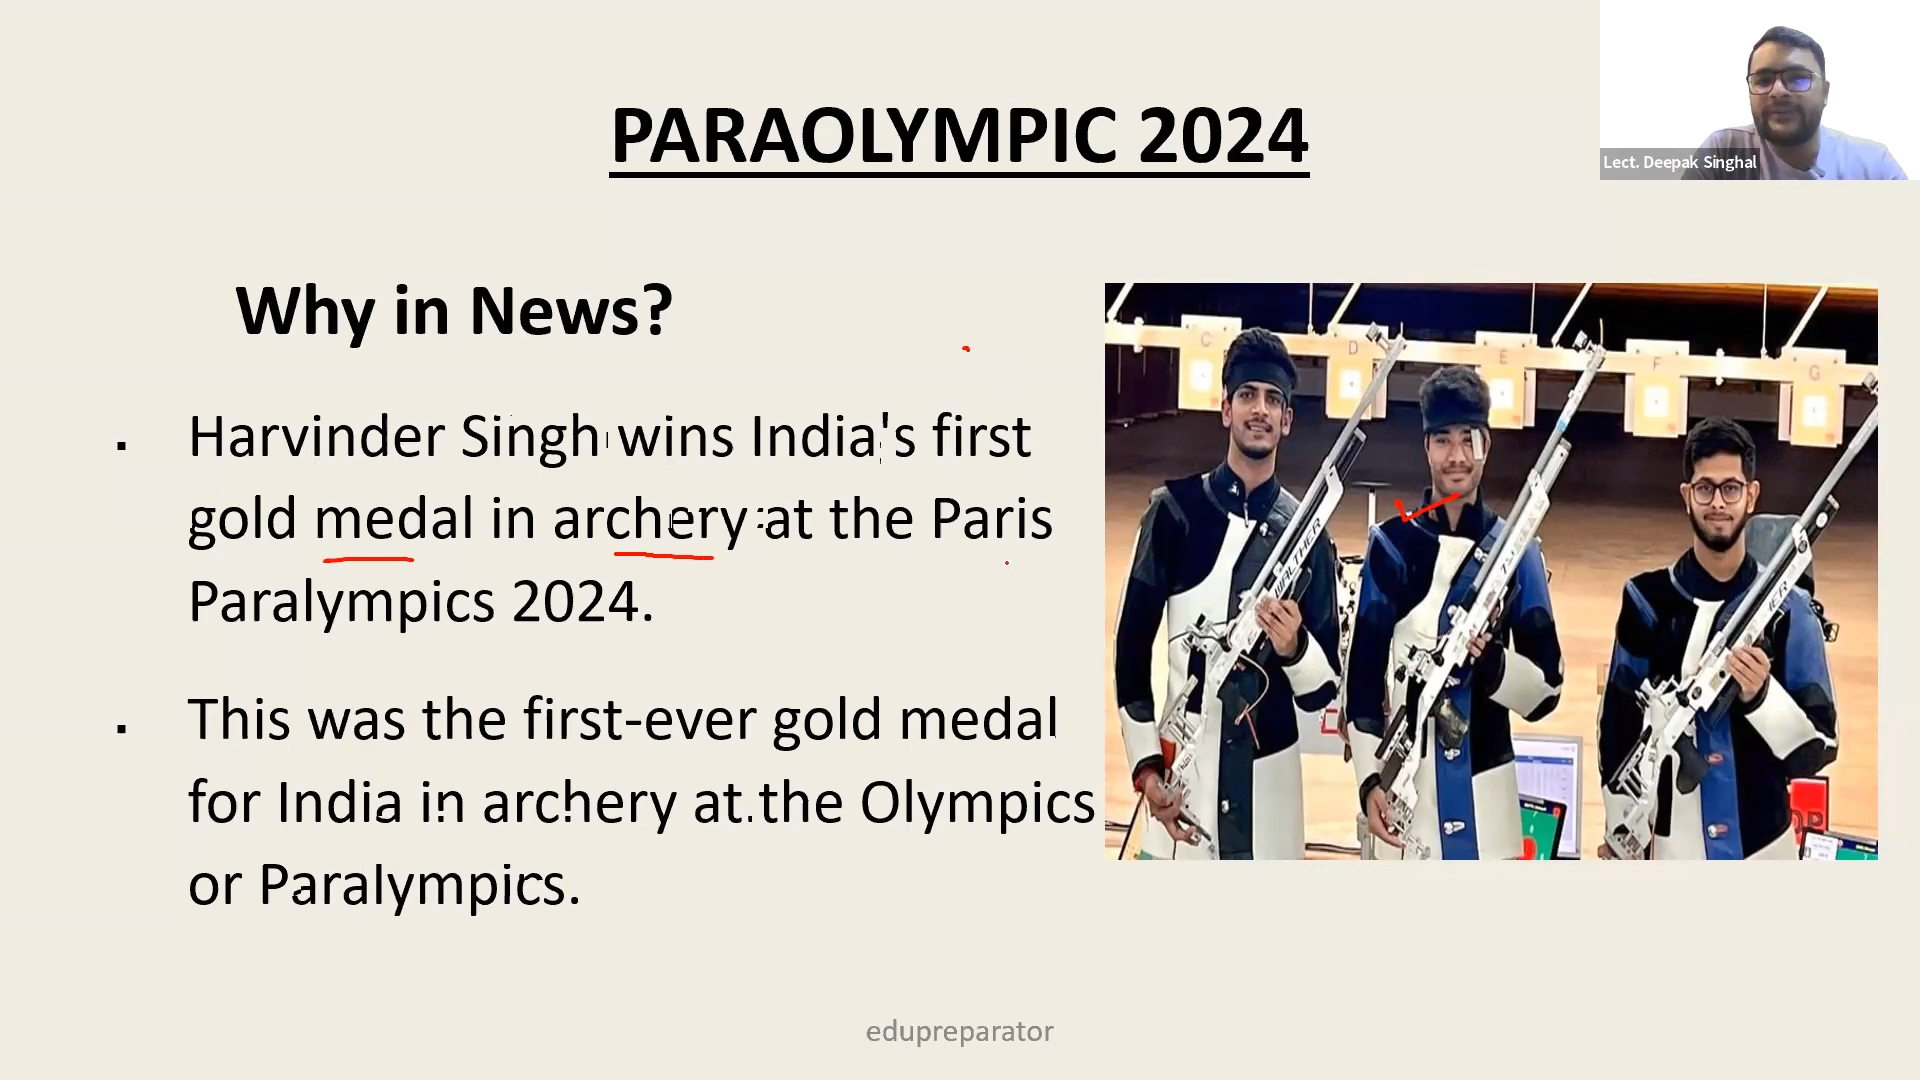 PARAOLYMPIC 2024
Lect. Deepak Singhal
Why in News?
▪ Harvinder Singh wins India's first
gold medal in archery at the Paris
Paralympics 2024.
▪ This was the first-ever gold medal
for India in archery at the Olympics
or Paralympics.
C D E F G
WALTHER
edupreparator